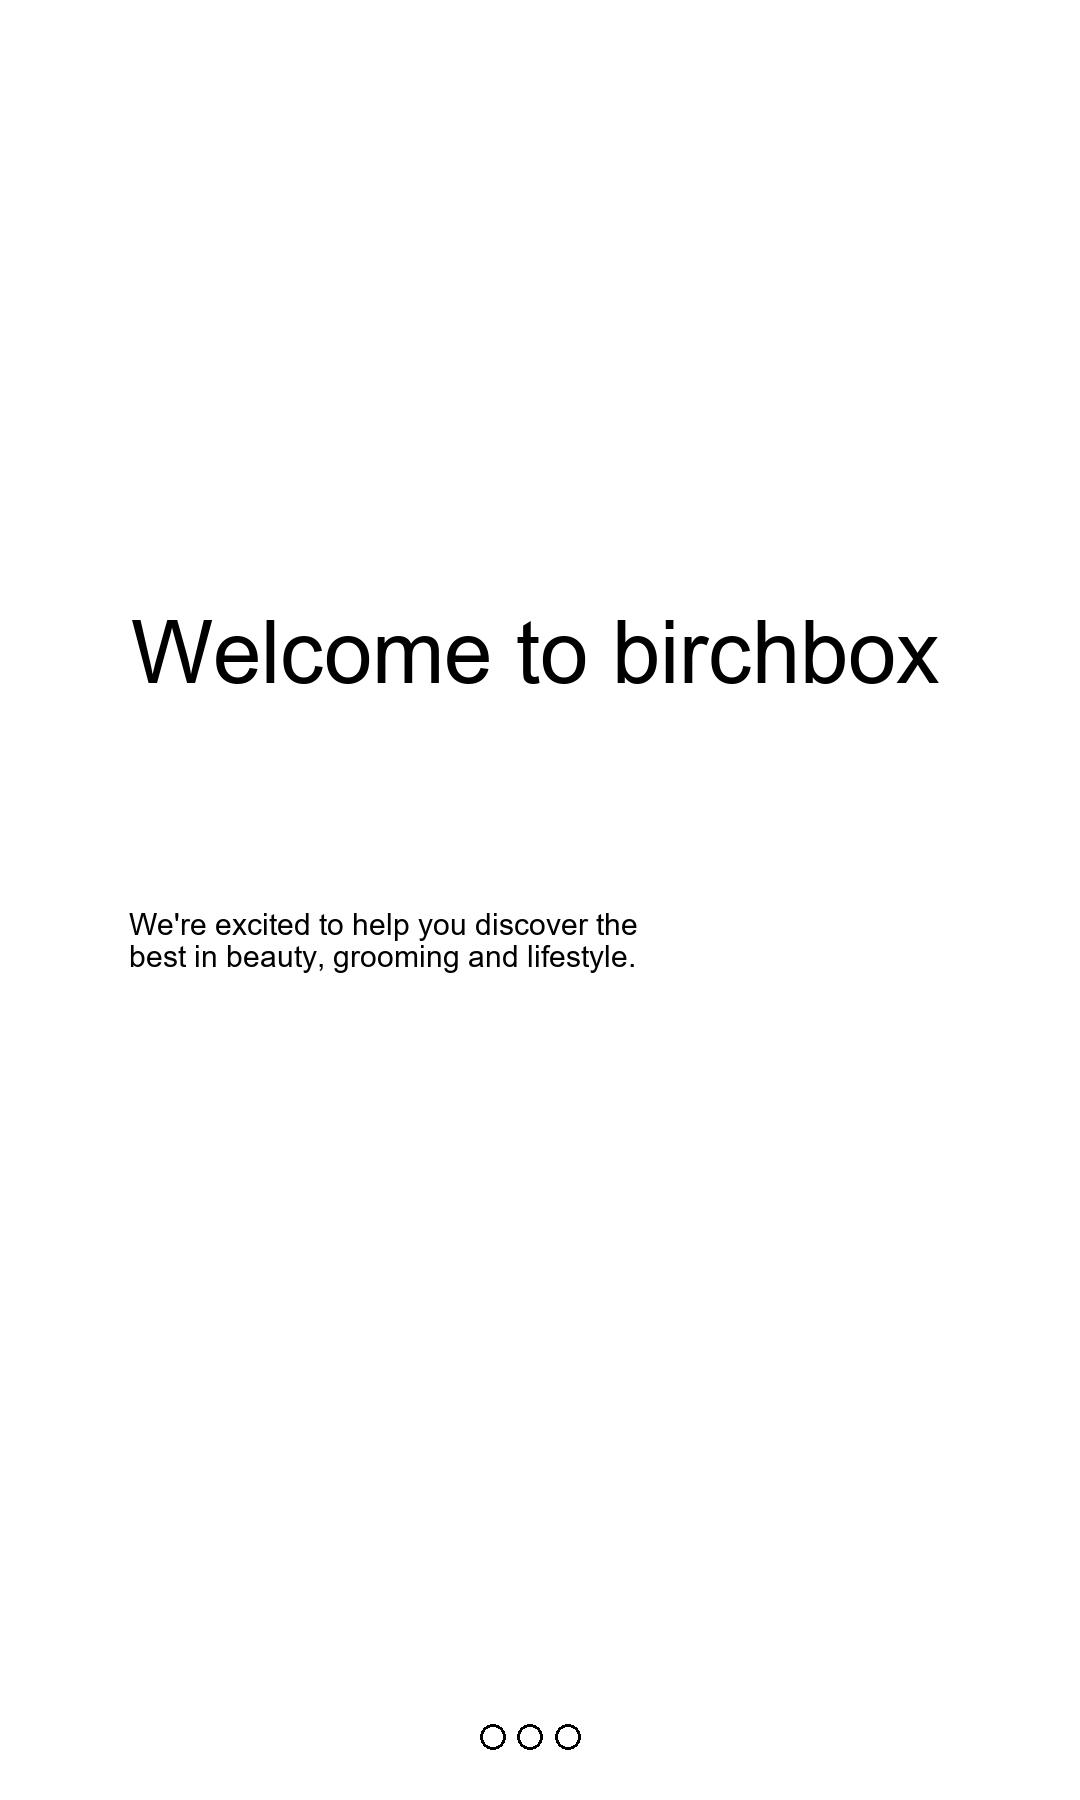 Welcome to birchbox
We're excited to help you discover the
best in beauty, grooming and lifestyle.